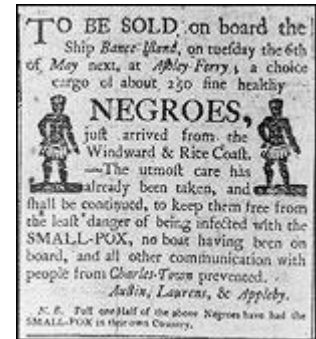 TO BE SOLD on board the
Ship Bance-Island, on tuesday the 6th
of May next, at Ashley-Ferry; a choice
cargo of about 250 fine healthy
NEGROES,
just arrived from the
Windward & Rice Coast.
—The utmost care has
already been taken, and
shall be continued, to keep them free from
the least danger of being infected with the
SMALL-POX, no boat having been on
board, and all other communication with
people from Charles-Town prevented.
Austin, Laurens, & Appleby.
N. B. Full one Half of the above Negroes have had the
SMALL-POX in their own Country.